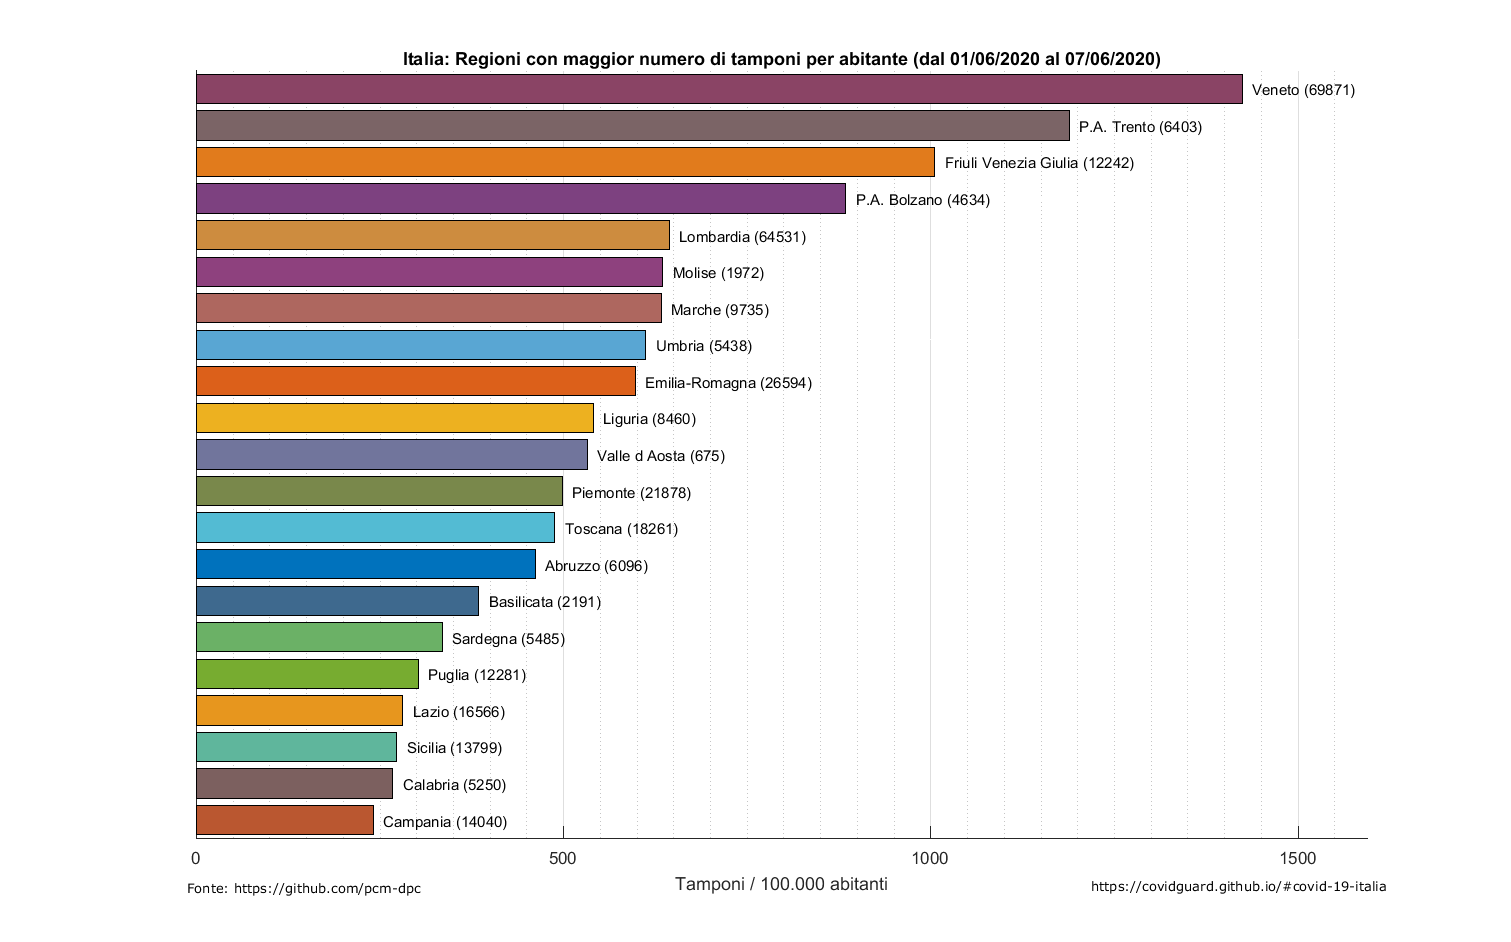 Italia: Regioni con maggior numero di tamponi per abitante (dal 01/06/2020 al 07/06/2020)
Veneto (69871)
P.A. Trento (6403)
Friuli Venezia Giulia (12242)
P.A. Bolzano (4634)
Lombardia (64531)
Molise (1972)
Marche (9735)
Umbria (5438)
Emilia-Romagna (26594)
Liguria (8460)
Valle d Aosta (675)
Piemonte (21878)
Toscana (18261)
Abruzzo (6096)
Basilicata (2191)
Sardegna (5485)
Puglia (12281)
Lazio (16566)
Sicilia (13799)
Calabria (5250)
Campania (14040)
0 500 1000 1500
Tamponi / 100.000 abitanti
Fonte: https://github.com/pcm-dpc
https://covidguard.github.io/#covid-19-italia